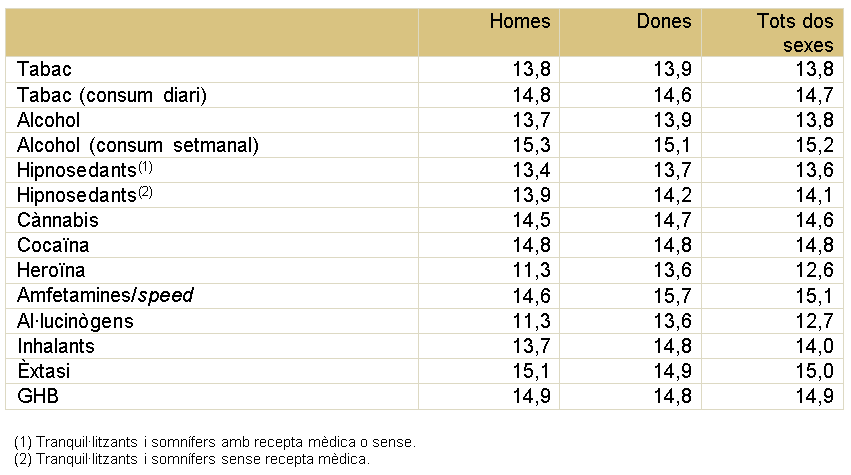 Homes Dones Tots dos
sexes
Tabac 13,8 13,9 13,8
Tabac (consum diari) 14,8 14,6 14,7
Alcohol 13,7 13,9 13,8
Alcohol (consum setmanal) 15,3 15,1 15,2
Hipnosedants(1) 13,4 13,7 13,6
Hipnosedants(2) 13,9 14,2 14,1
Cànnabis 14,5 14,7 14,6
Cocaïna 14,8 14,8 14,8
Heroïna 11,3 13,6 12,6
Amfetamines/speed 14,6 15,7 15,1
Al·lucinògens 11,3 13,6 12,7
Inhalants 13,7 14,8 14,0
Èxtasi 15,1 14,9 15,0
GHB 14,9 14,8 14,9
(1) Tranquil·litzants i somnífers amb recepta mèdica o sense.
(2) Tranquil·litzants i somnífers sense recepta mèdica.